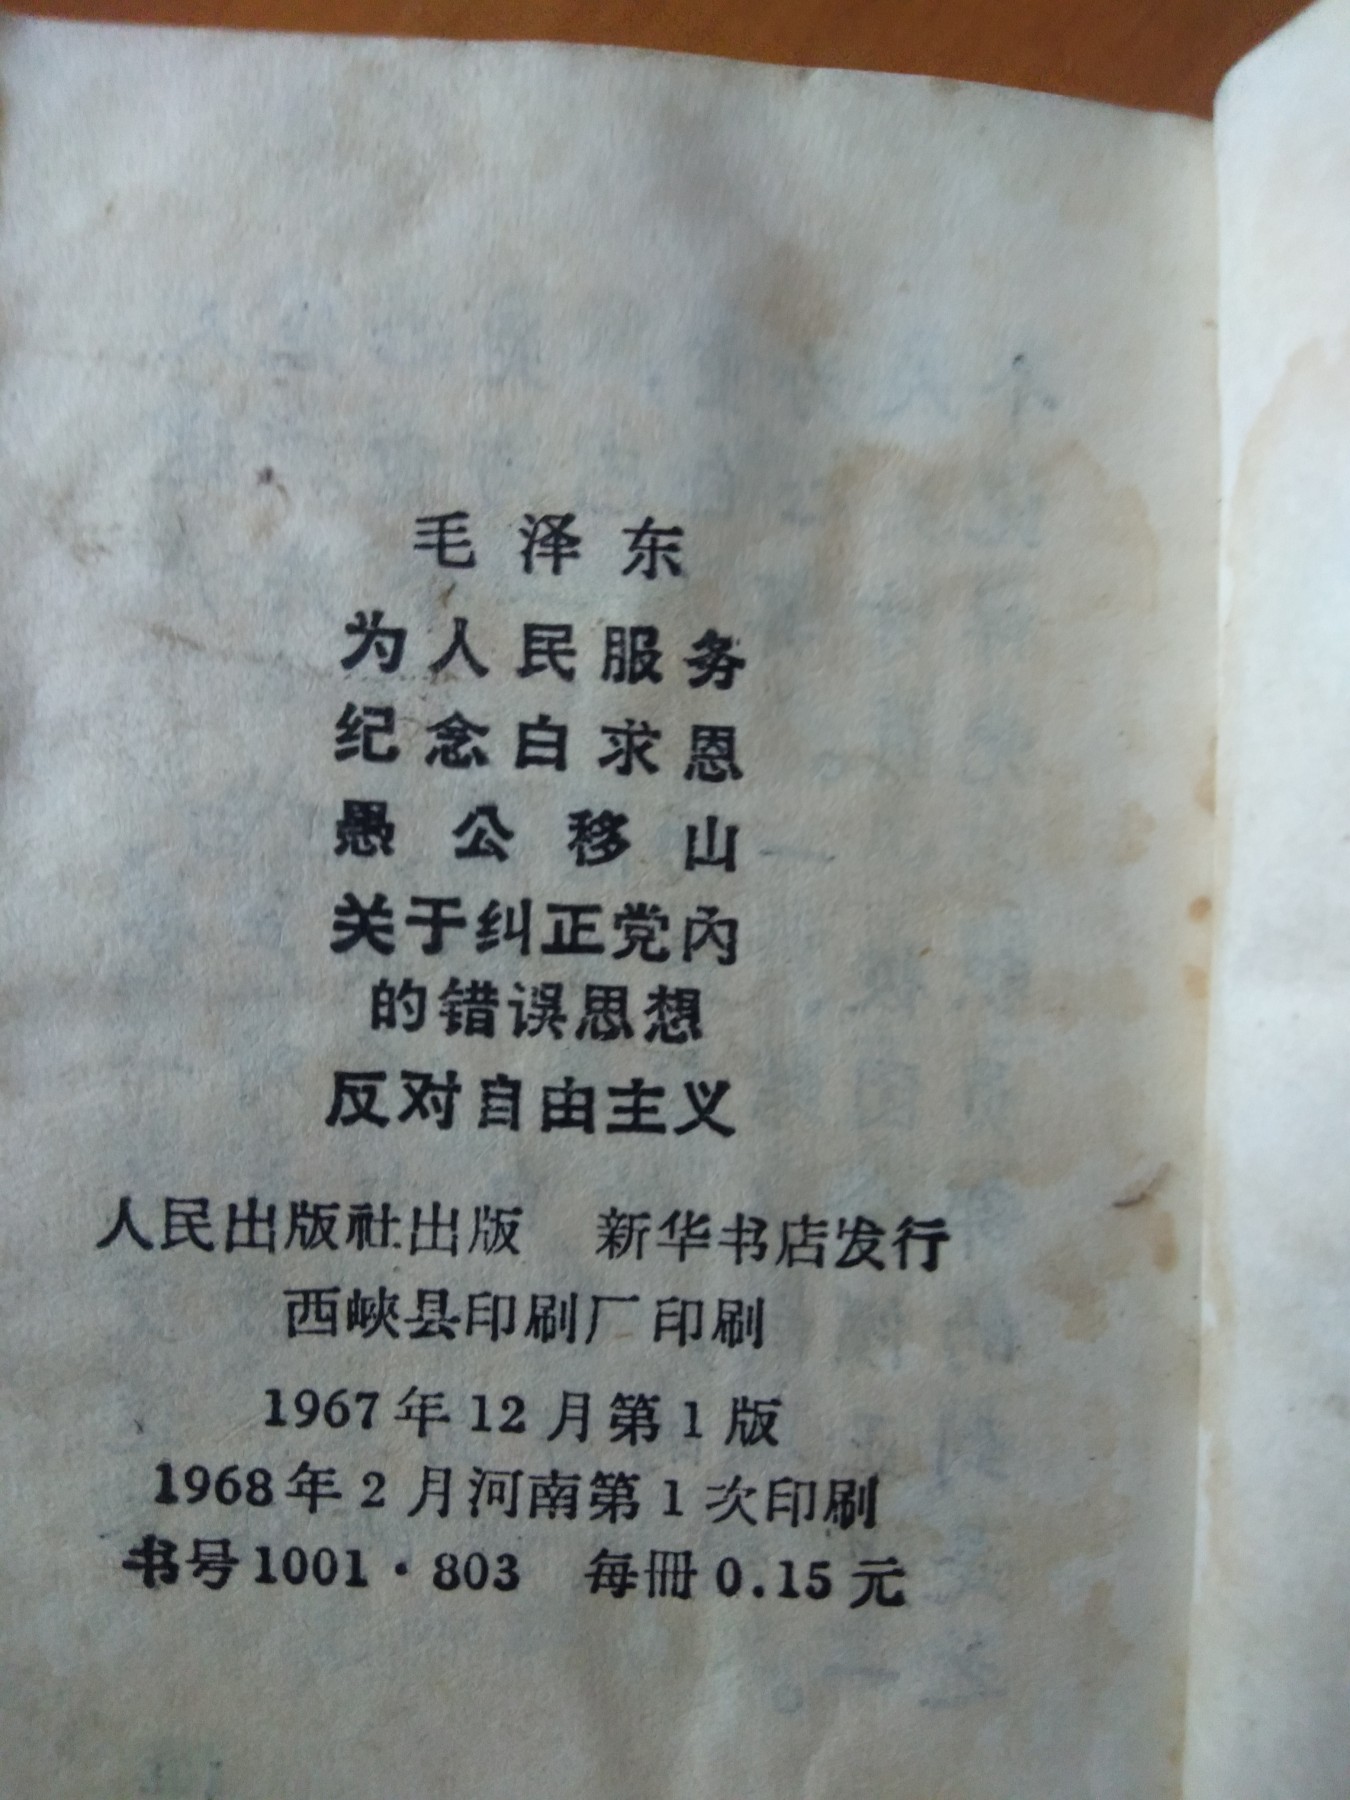 毛泽东
为人民服务
纪念白求恩
愚公移山
关于纠正党內
的错误思想
反对自由主义
人民出版社出版 新华书店发行
西峽县印刷厂印刷
1967年12月第1版
1968年2月河南第1次印刷
书号1001·803 每冊0.15元